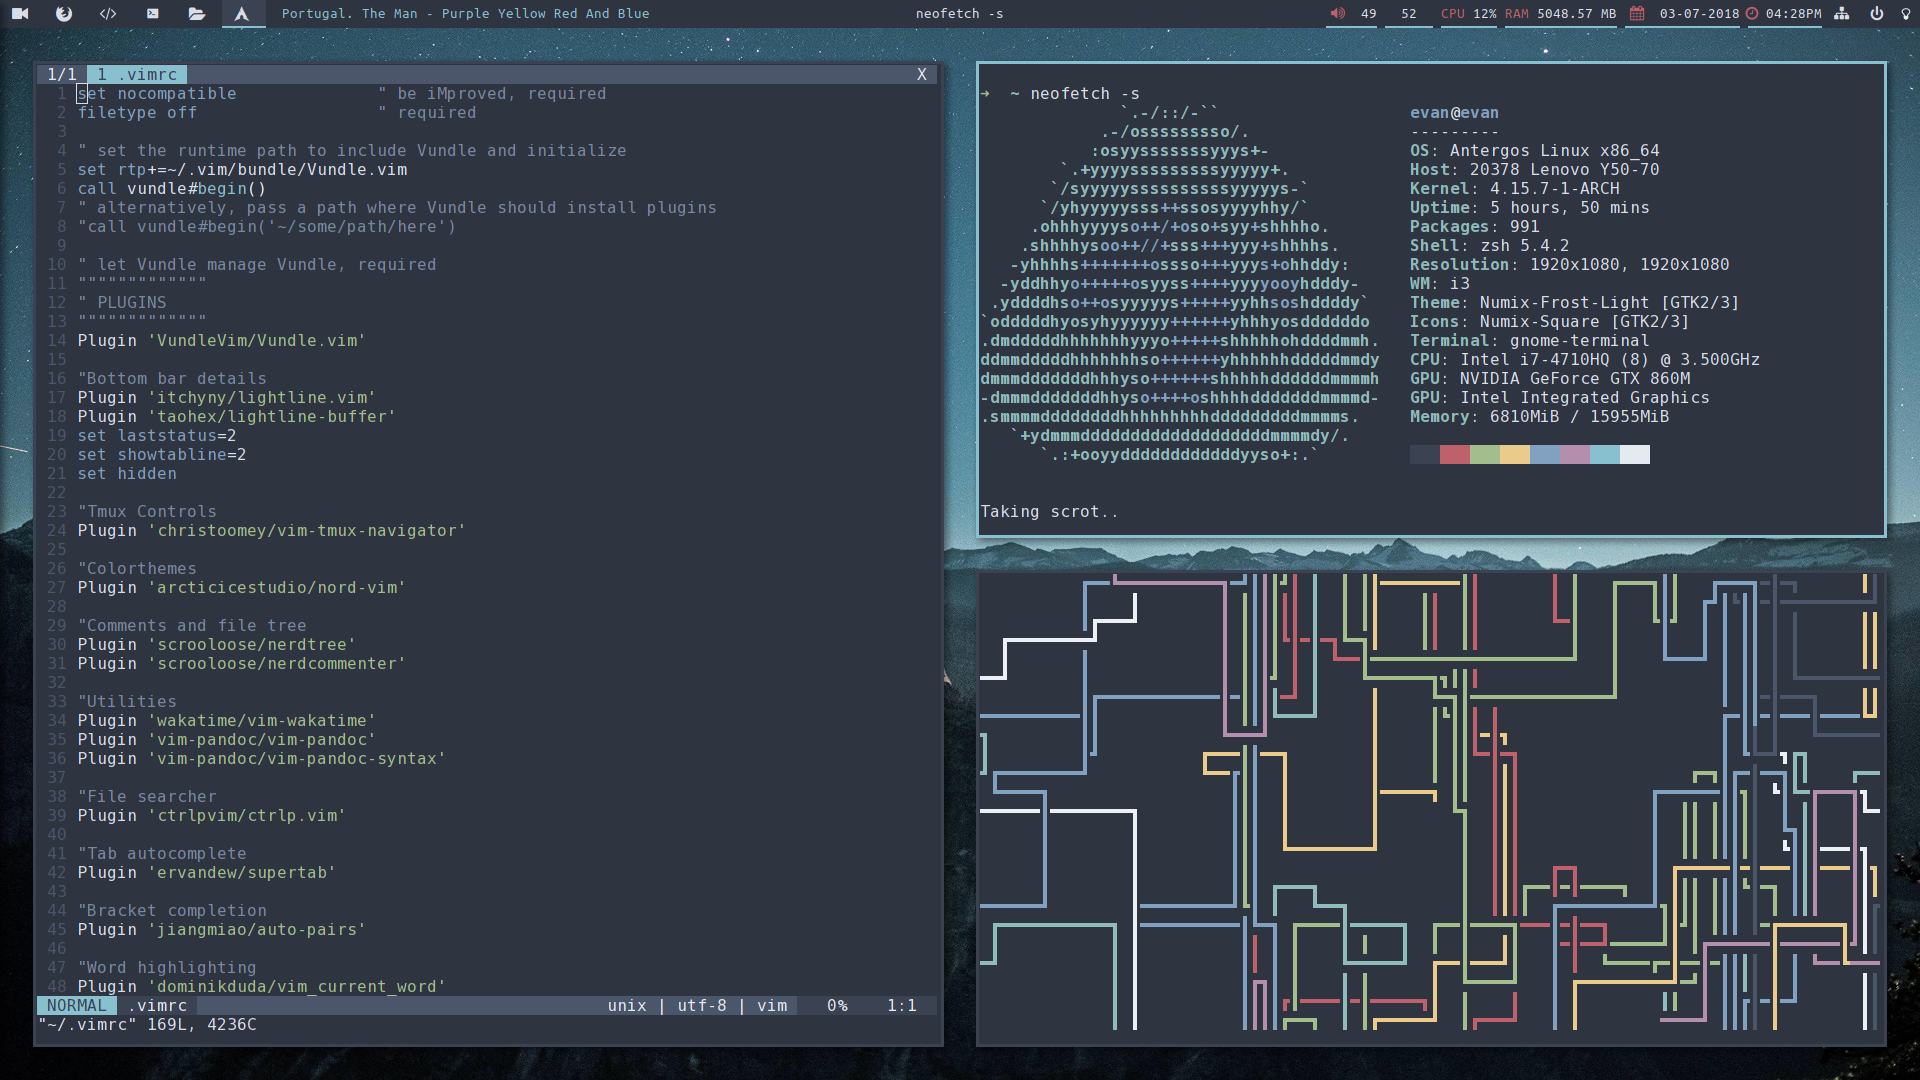 Portugal. The Man - Purple Yellow Red And Blue
neofetch -s
49 52 CPU 12% RAM 5048.57 MB 03-07-2018 04:28PM
1/1 1 .vimrc X
1 set nocompatible " be iMproved, required
2 filetype off " required
3
4 " set the runtime path to include Vundle and initialize
5 set rtp+=~/.vim/bundle/Vundle.vim
6 call vundle#begin()
7 " alternatively, pass a path where Vundle should install plugins
8 "call vundle#begin('~/some/path/here')
9
10 " let Vundle manage Vundle, required
11 """""""""""""
12 " PLUGINS
13 """""""""""""
14 Plugin 'VundleVim/Vundle.vim'
15
16 "Bottom bar details
17 Plugin 'itchyny/lightline.vim'
18 Plugin 'taohex/lightline-buffer'
19 set laststatus=2
20 set showtabline=2
21 set hidden
22
23 "Tmux Controls
24 Plugin 'christoomey/vim-tmux-navigator'
25
26 "Colorthemes
27 Plugin 'arcticicestudio/nord-vim'
28
29 "Comments and file tree
30 Plugin 'scrooloose/nerdtree'
31 Plugin 'scrooloose/nerdcommenter'
32
33 "Utilities
34 Plugin 'wakatime/vim-wakatime'
35 Plugin 'vim-pandoc/vim-pandoc'
36 Plugin 'vim-pandoc/vim-pandoc-syntax'
37
38 "File searcher
39 Plugin 'ctrlpvim/ctrlp.vim'
40
41 "Tab autocomplete
42 Plugin 'ervandew/supertab'
43
44 "Bracket completion
45 Plugin 'jiangmiao/auto-pairs'
46
47 "Word highlighting
48 Plugin 'dominikduda/vim_current_word'
NORMAL .vimrc unix | utf-8 | vim 0% 1:1
"~/.vimrc" 169L, 4236C
➜ ~ neofetch -s
evan@evan
---------
OS: Antergos Linux x86_64
Host: 20378 Lenovo Y50-70
Kernel: 4.15.7-1-ARCH
Uptime: 5 hours, 50 mins
Packages: 991
Shell: zsh 5.4.2
Resolution: 1920x1080, 1920x1080
WM: i3
Theme: Numix-Frost-Light [GTK2/3]
Icons: Numix-Square [GTK2/3]
Terminal: gnome-terminal
CPU: Intel i7-4710HQ (8) @ 3.500GHz
GPU: NVIDIA GeForce GTX 860M
GPU: Intel Integrated Graphics
Memory: 6810MiB / 15955MiB
Taking scrot..